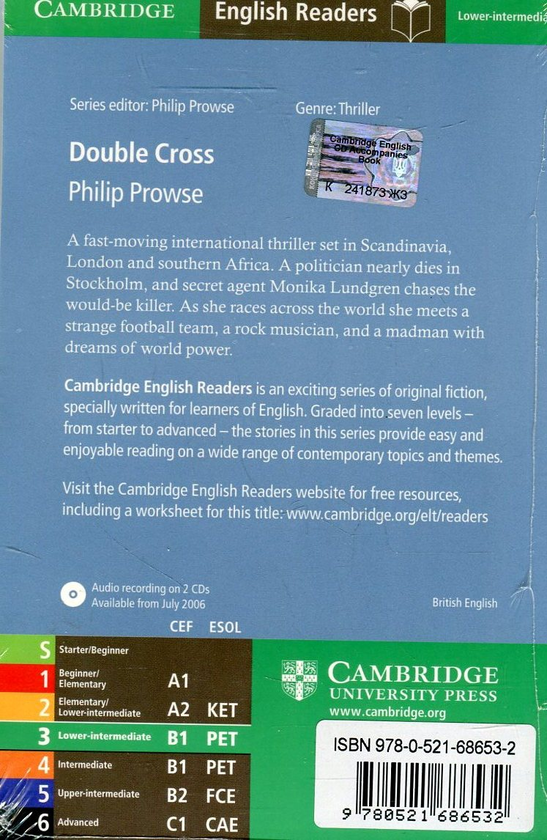 CAMBRIDGE English Readers Lower-intermedia
Series editor: Philip Prowse Genre: Thriller
Cambridge English
CD Accompanies
Book
K 241873 ЖЗ
Double Cross
Philip Prowse
A fast-moving international thriller set in Scandinavia,
London and southern Africa. A politician nearly dies in
Stockholm, and secret agent Monika Lundgren chases the
would-be killer. As she races across the world she meets a
strange football team, a rock musician, and a madman with
dreams of world power.
Cambridge English Readers is an exciting series of original fiction,
specially written for learners of English. Graded into seven levels –
from starter to advanced – the stories in this series provide easy and
enjoyable reading on a wide range of contemporary topics and themes.
Visit the Cambridge English Readers website for free resources,
including a worksheet for this title: www.cambridge.org/elt/readers
Audio recording on 2 CDs
Available from July 2006
British English
CEF ESOL
S Starter/Beginner
1 Beginner/
Elementary A1
2 Elementary/
Lower-intermediate A2 KET
3 Lower-intermediate B1 PET
4 Intermediate B1 PET
5 Upper-intermediate B2 FCE
6 Advanced C1 CAE
CAMBRIDGE
UNIVERSITY PRESS
www.cambridge.org
ISBN 978-0-521-68653-2
9 780521 686532